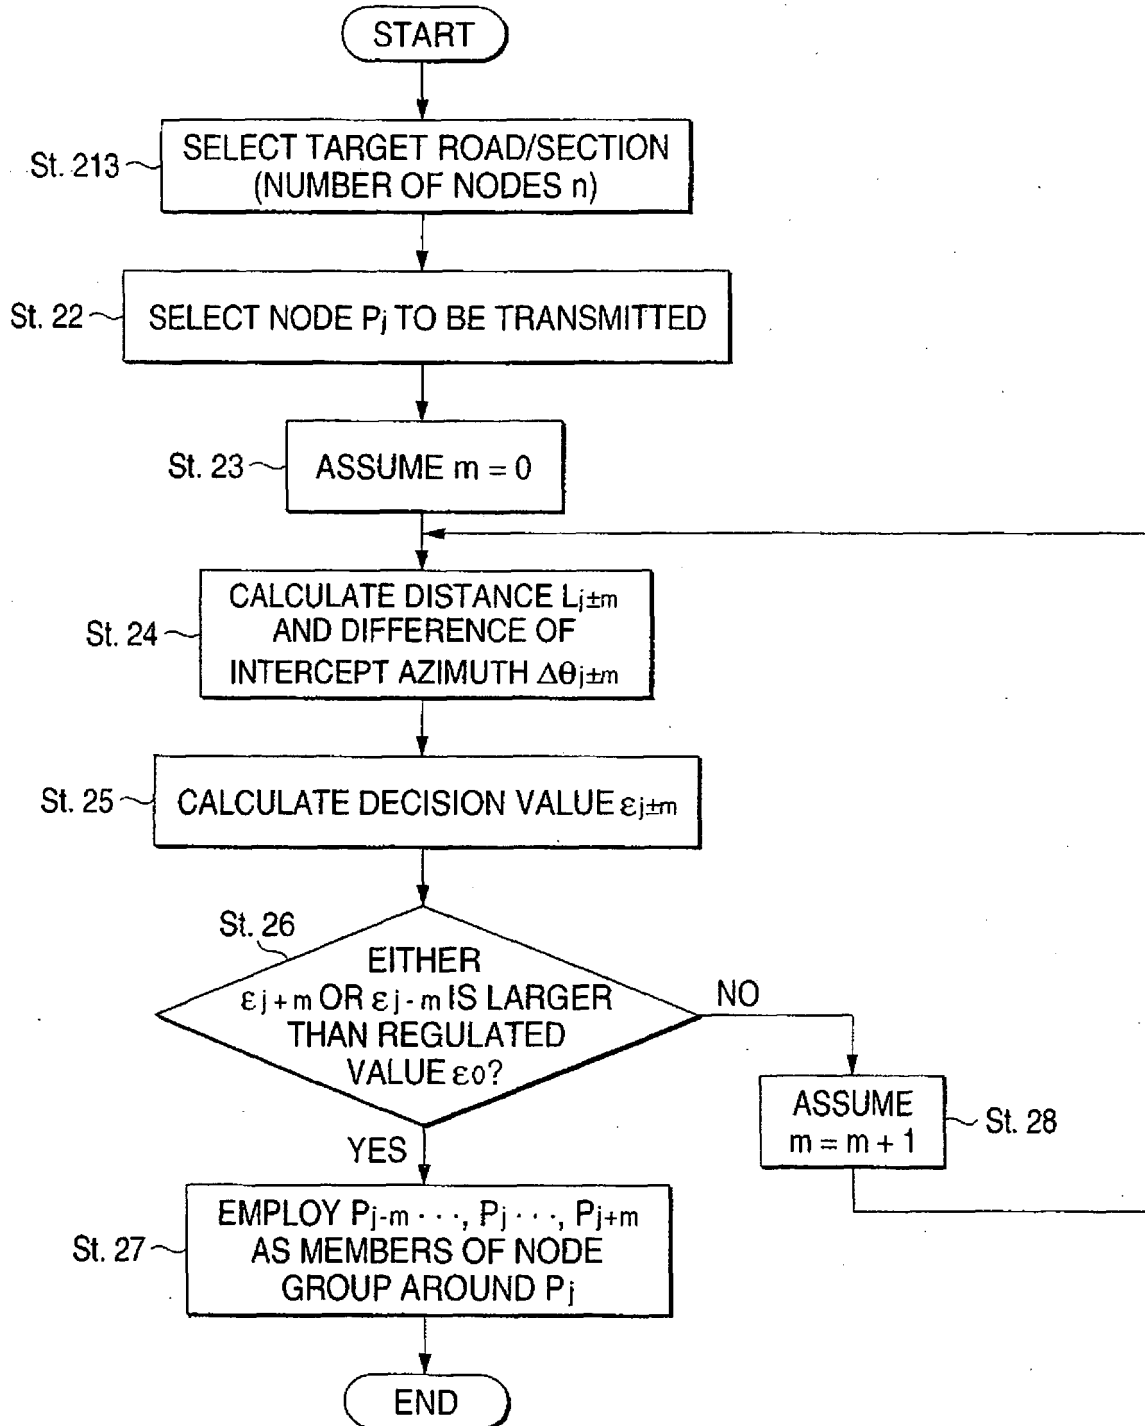 START
St. 213
SELECT TARGET ROAD/SECTION
(NUMBER OF NODES n)
St. 22
SELECT NODE Pj TO BE TRANSMITTED
St. 23
ASSUME m = 0
St. 24
CALCULATE DISTANCE Lj±m
AND DIFFERENCE OF
INTERCEPT AZIMUTH Δθj±m
St. 25
CALCULATE DECISION VALUE εj±m
St. 26
EITHER
εj+m OR εj-m IS LARGER
THAN REGULATED
VALUE ε0?
NO
YES
ASSUME
m = m + 1
St. 28
St. 27
EMPLOY Pj-m ···, Pj ···, Pj+m
AS MEMBERS OF NODE
GROUP AROUND Pj
END